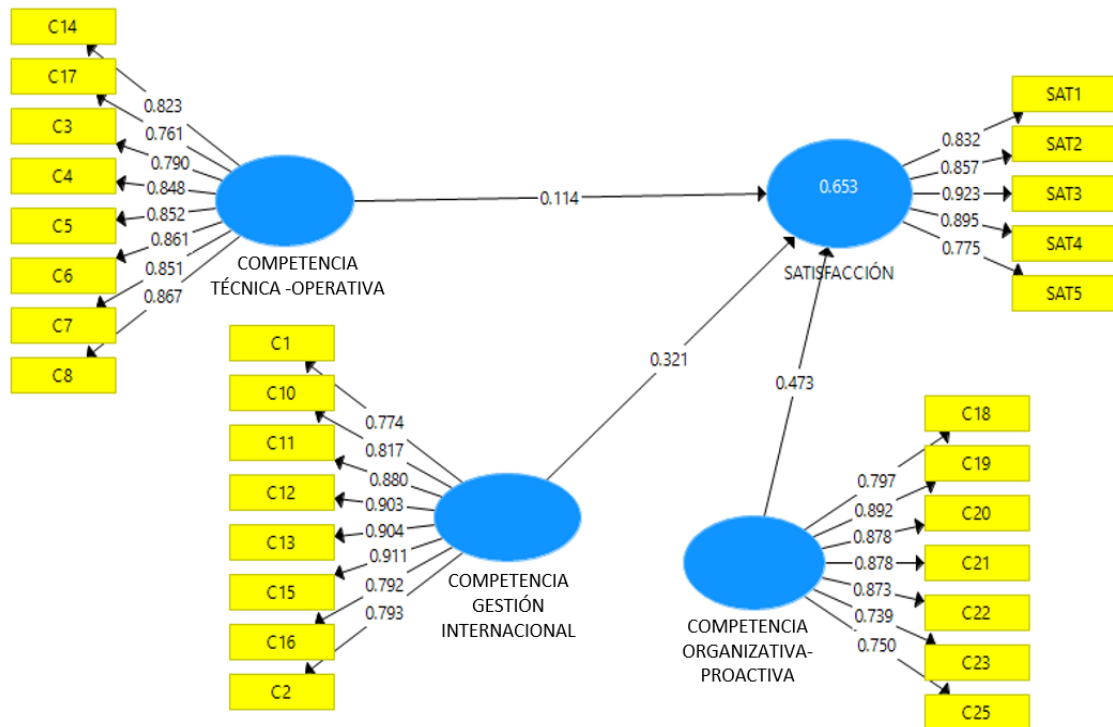 C14
C17
C3
C4
C5
C6
C7
C8
0.823
0.761
0.790
0.848
0.852
0.861
0.851
0.867
COMPETENCIA
TÉCNICA -OPERATIVA
0.114
0.653
SATISFACCIÓN
0.832
0.857
0.923
0.895
0.775
SAT1
SAT2
SAT3
SAT4
SAT5
C1
C10
C11
C12
C13
C15
C16
C2
0.774
0.817
0.880
0.903
0.904
0.911
0.792
0.793
COMPETENCIA
GESTIÓN
INTERNACIONAL
0.321
0.473
COMPETENCIA
ORGANIZATIVA-
PROACTIVA
0.797
0.892
0.878
0.878
0.873
0.739
0.750
C18
C19
C20
C21
C22
C23
C25